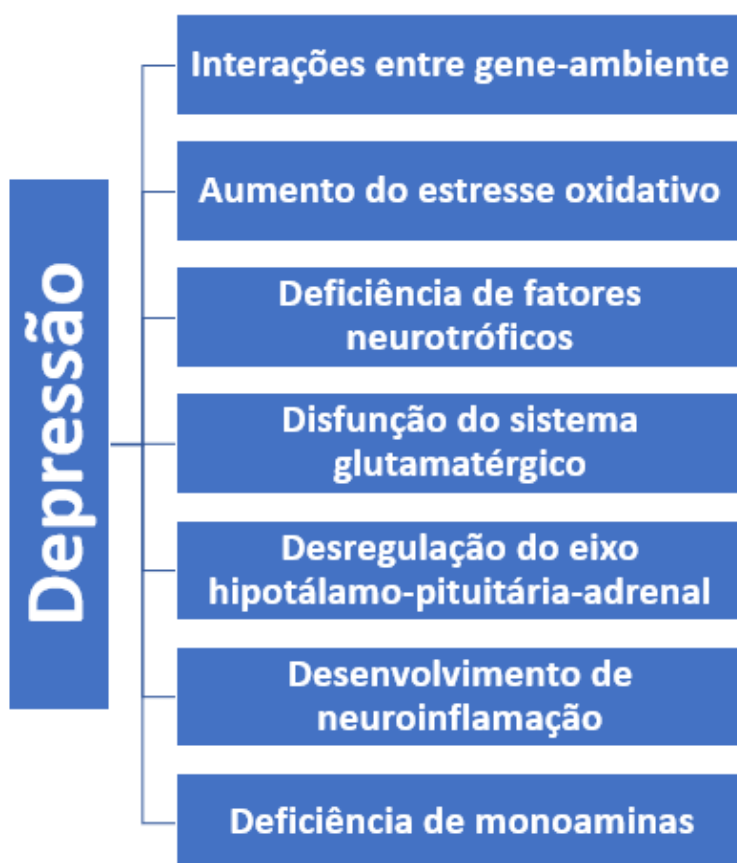 Depressão
Interações entre gene-ambiente
Aumento do estresse oxidativo
Deficiência de fatores
neurotróficos
Disfunção do sistema
glutamatérgico
Desregulação do eixo
hipotálamo-pituitária-adrenal
Desenvolvimento de
neuroinflamação
Deficiência de monoaminas